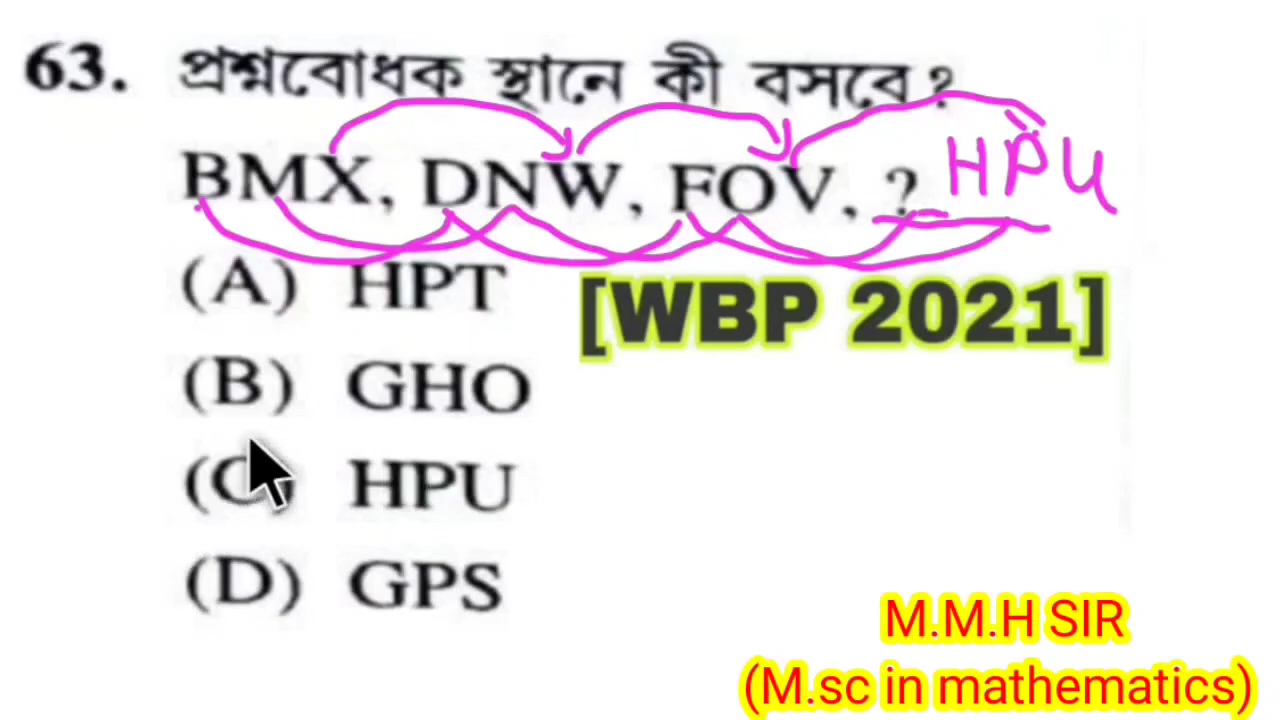 63. প্রশ্নবোধক স্থানে কী বসবে?
BMX, DNW, FOV, ? HPU
(A) HPT
[WBP 2021]
(B) GHO
(C) HPU
(D) GPS
M.M.H SIR
(M.sc in mathematics)